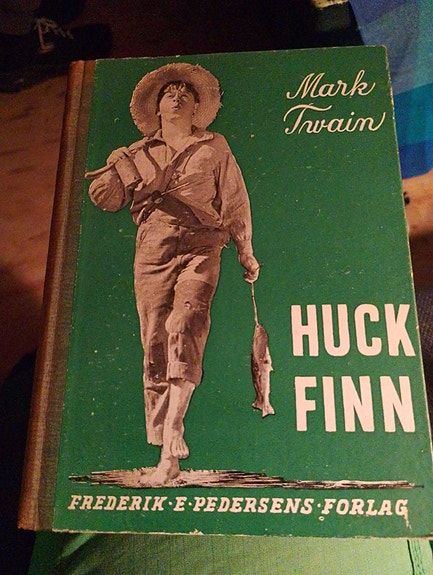 Mark
Twain
HUCK
FINN
FREDERIK·E·PEDERSENS·FORLAG